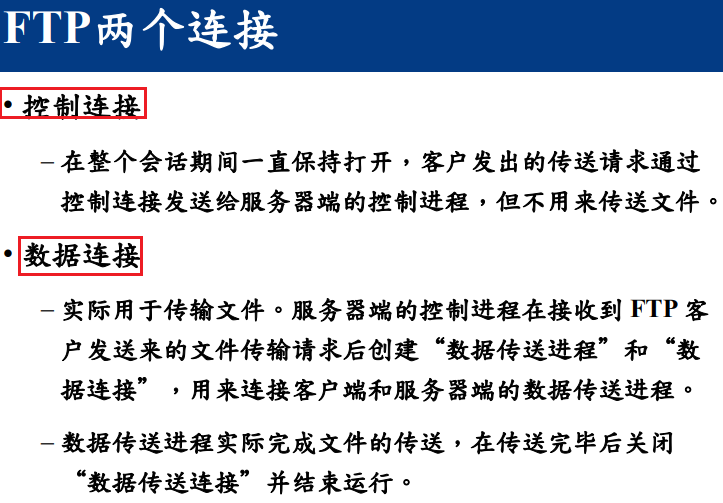 FTP两个连接
• 控制连接
– 在整个会话期间一直保持打开，客户发出的传送请求通过
控制连接发送给服务器端的控制进程，但不用来传送文件。
• 数据连接
– 实际用于传输文件。服务器端的控制进程在接收到 FTP 客
户发送来的文件传输请求后创建“数据传送进程”和“数
据连接”，用来连接客户端和服务器端的数据传送进程。
– 数据传送进程实际完成文件的传送，在传送完毕后关闭
“数据传送连接”并结束运行。